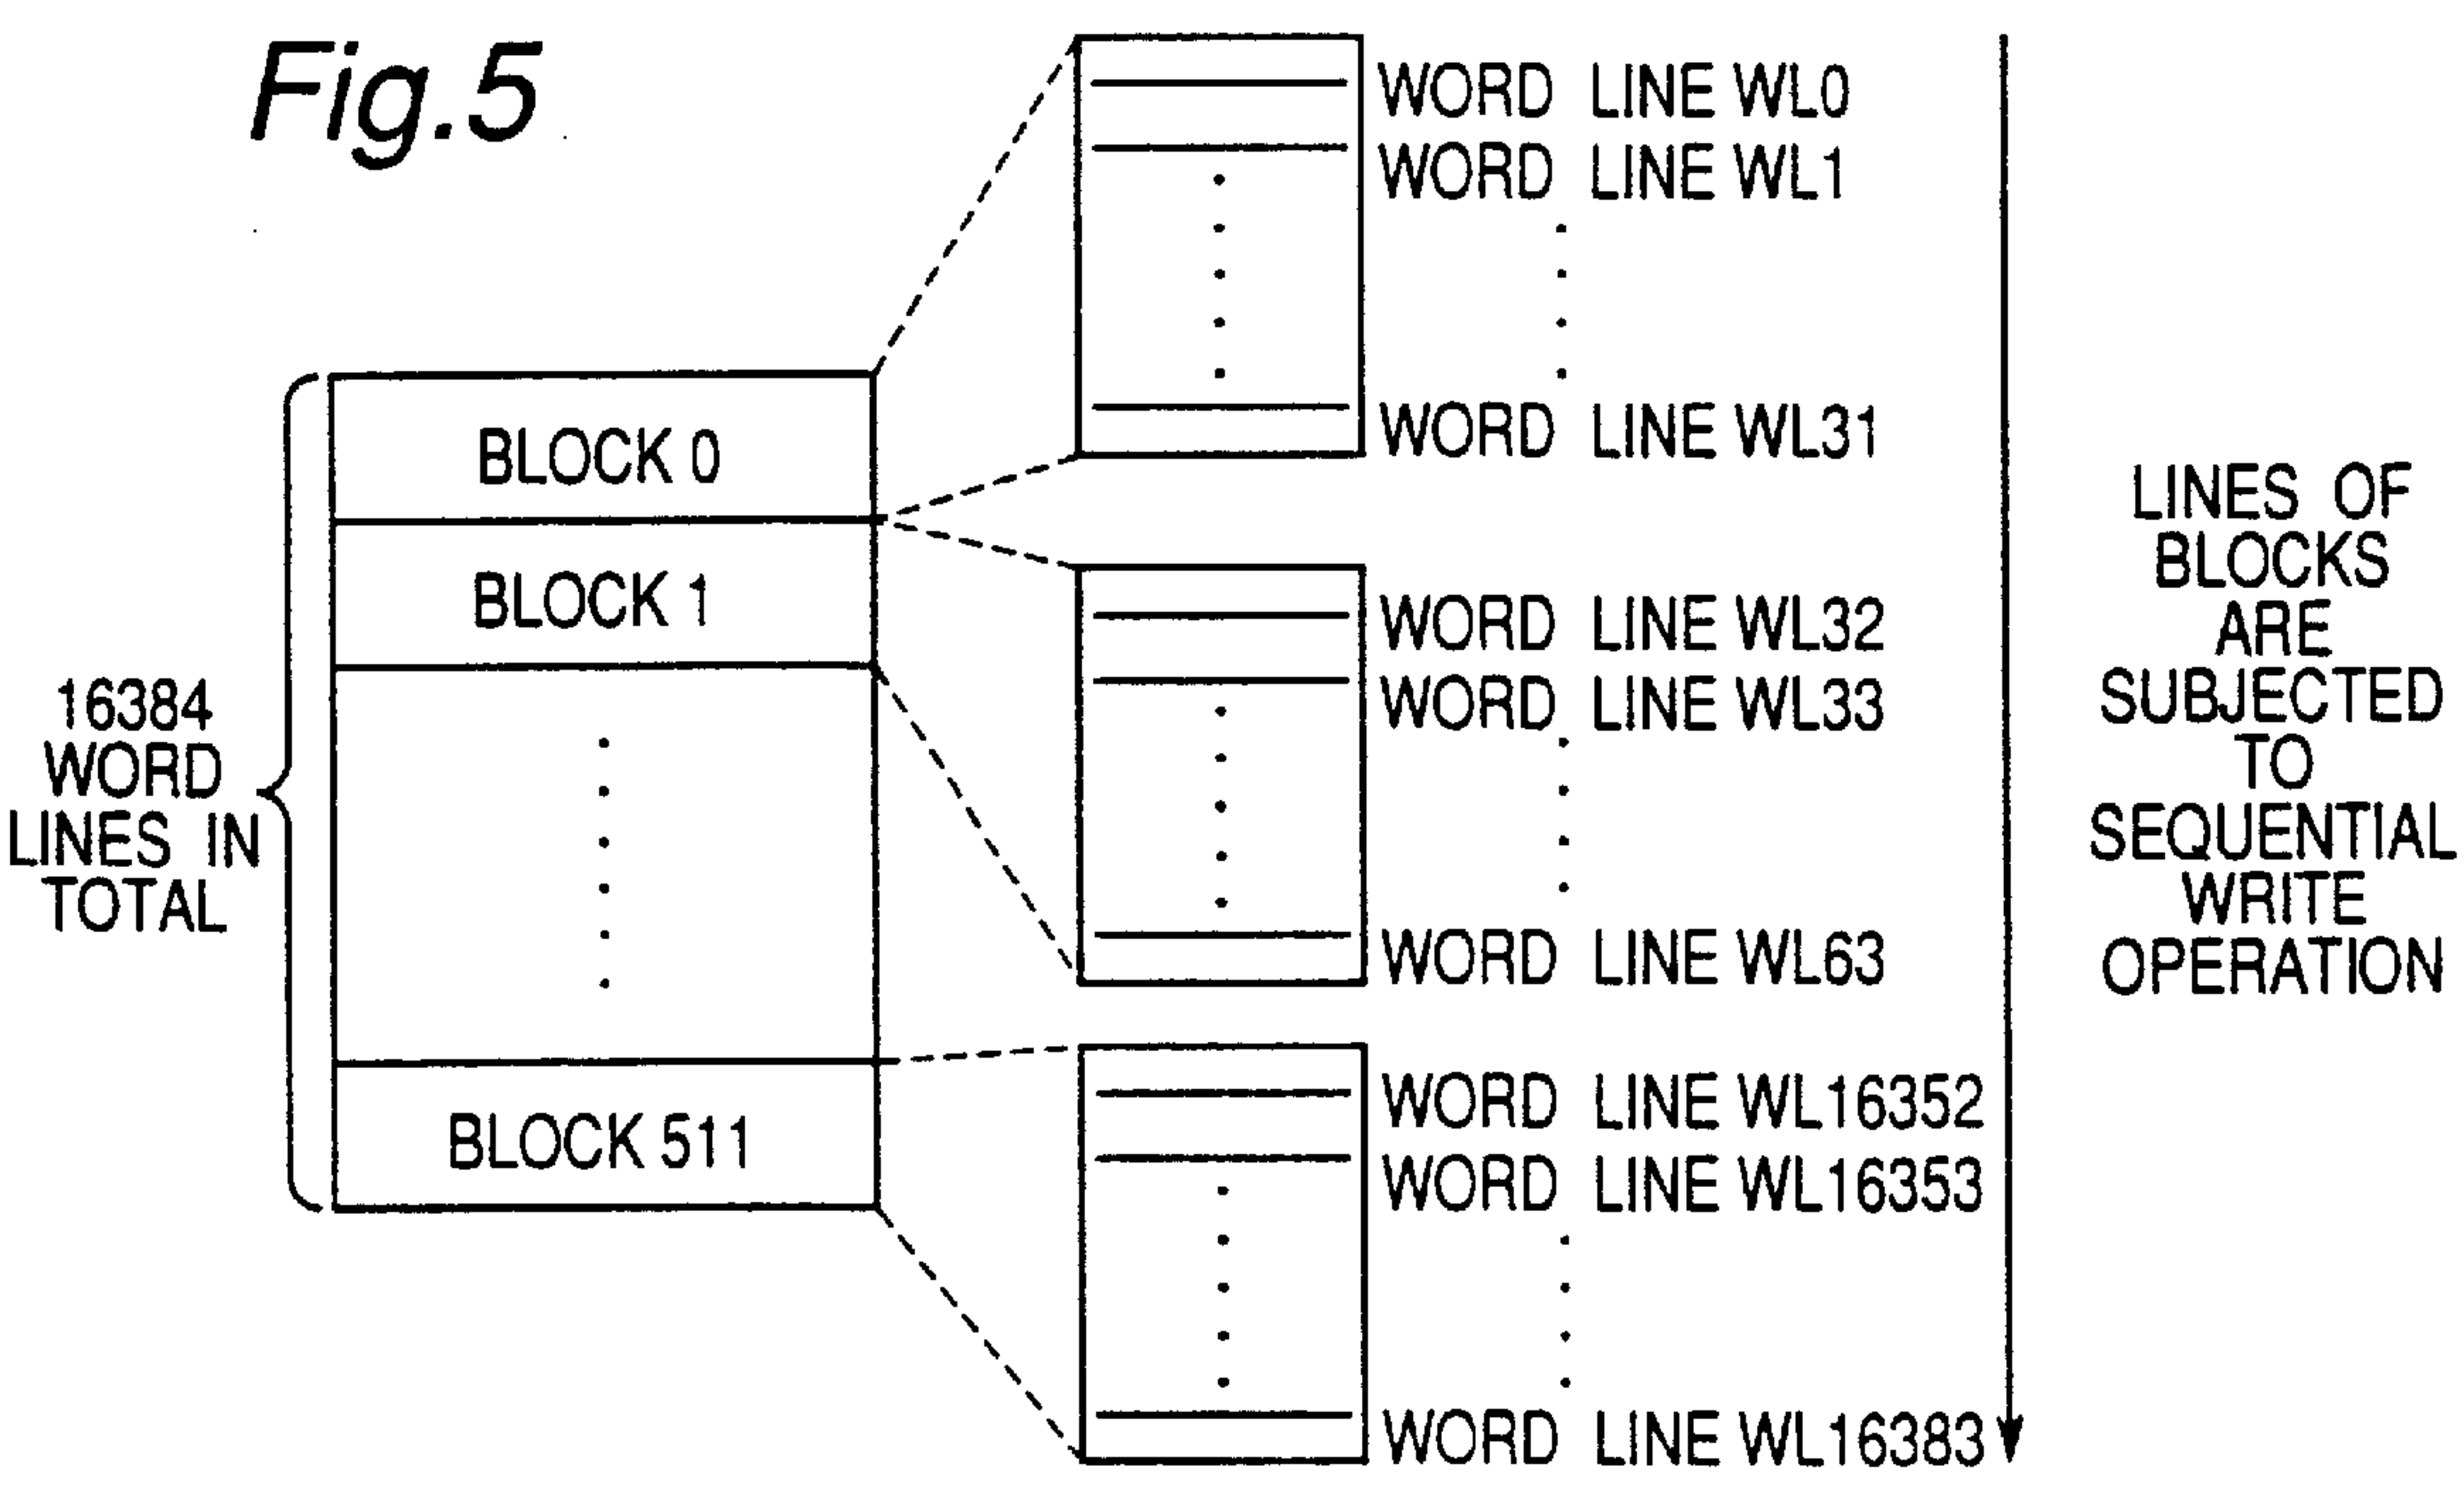 Fig.5
16384
WORD
LINES IN
TOTAL
BLOCK 0
BLOCK 1
BLOCK 511
WORD LINE WL0
WORD LINE WL1
WORD LINE WL31
WORD LINE WL32
WORD LINE WL33
WORD LINE WL63
WORD LINE WL16352
WORD LINE WL16353
WORD LINE WL16383
LINES OF
BLOCKS
ARE
SUBJECTED
TO
SEQUENTIAL
WRITE
OPERATION